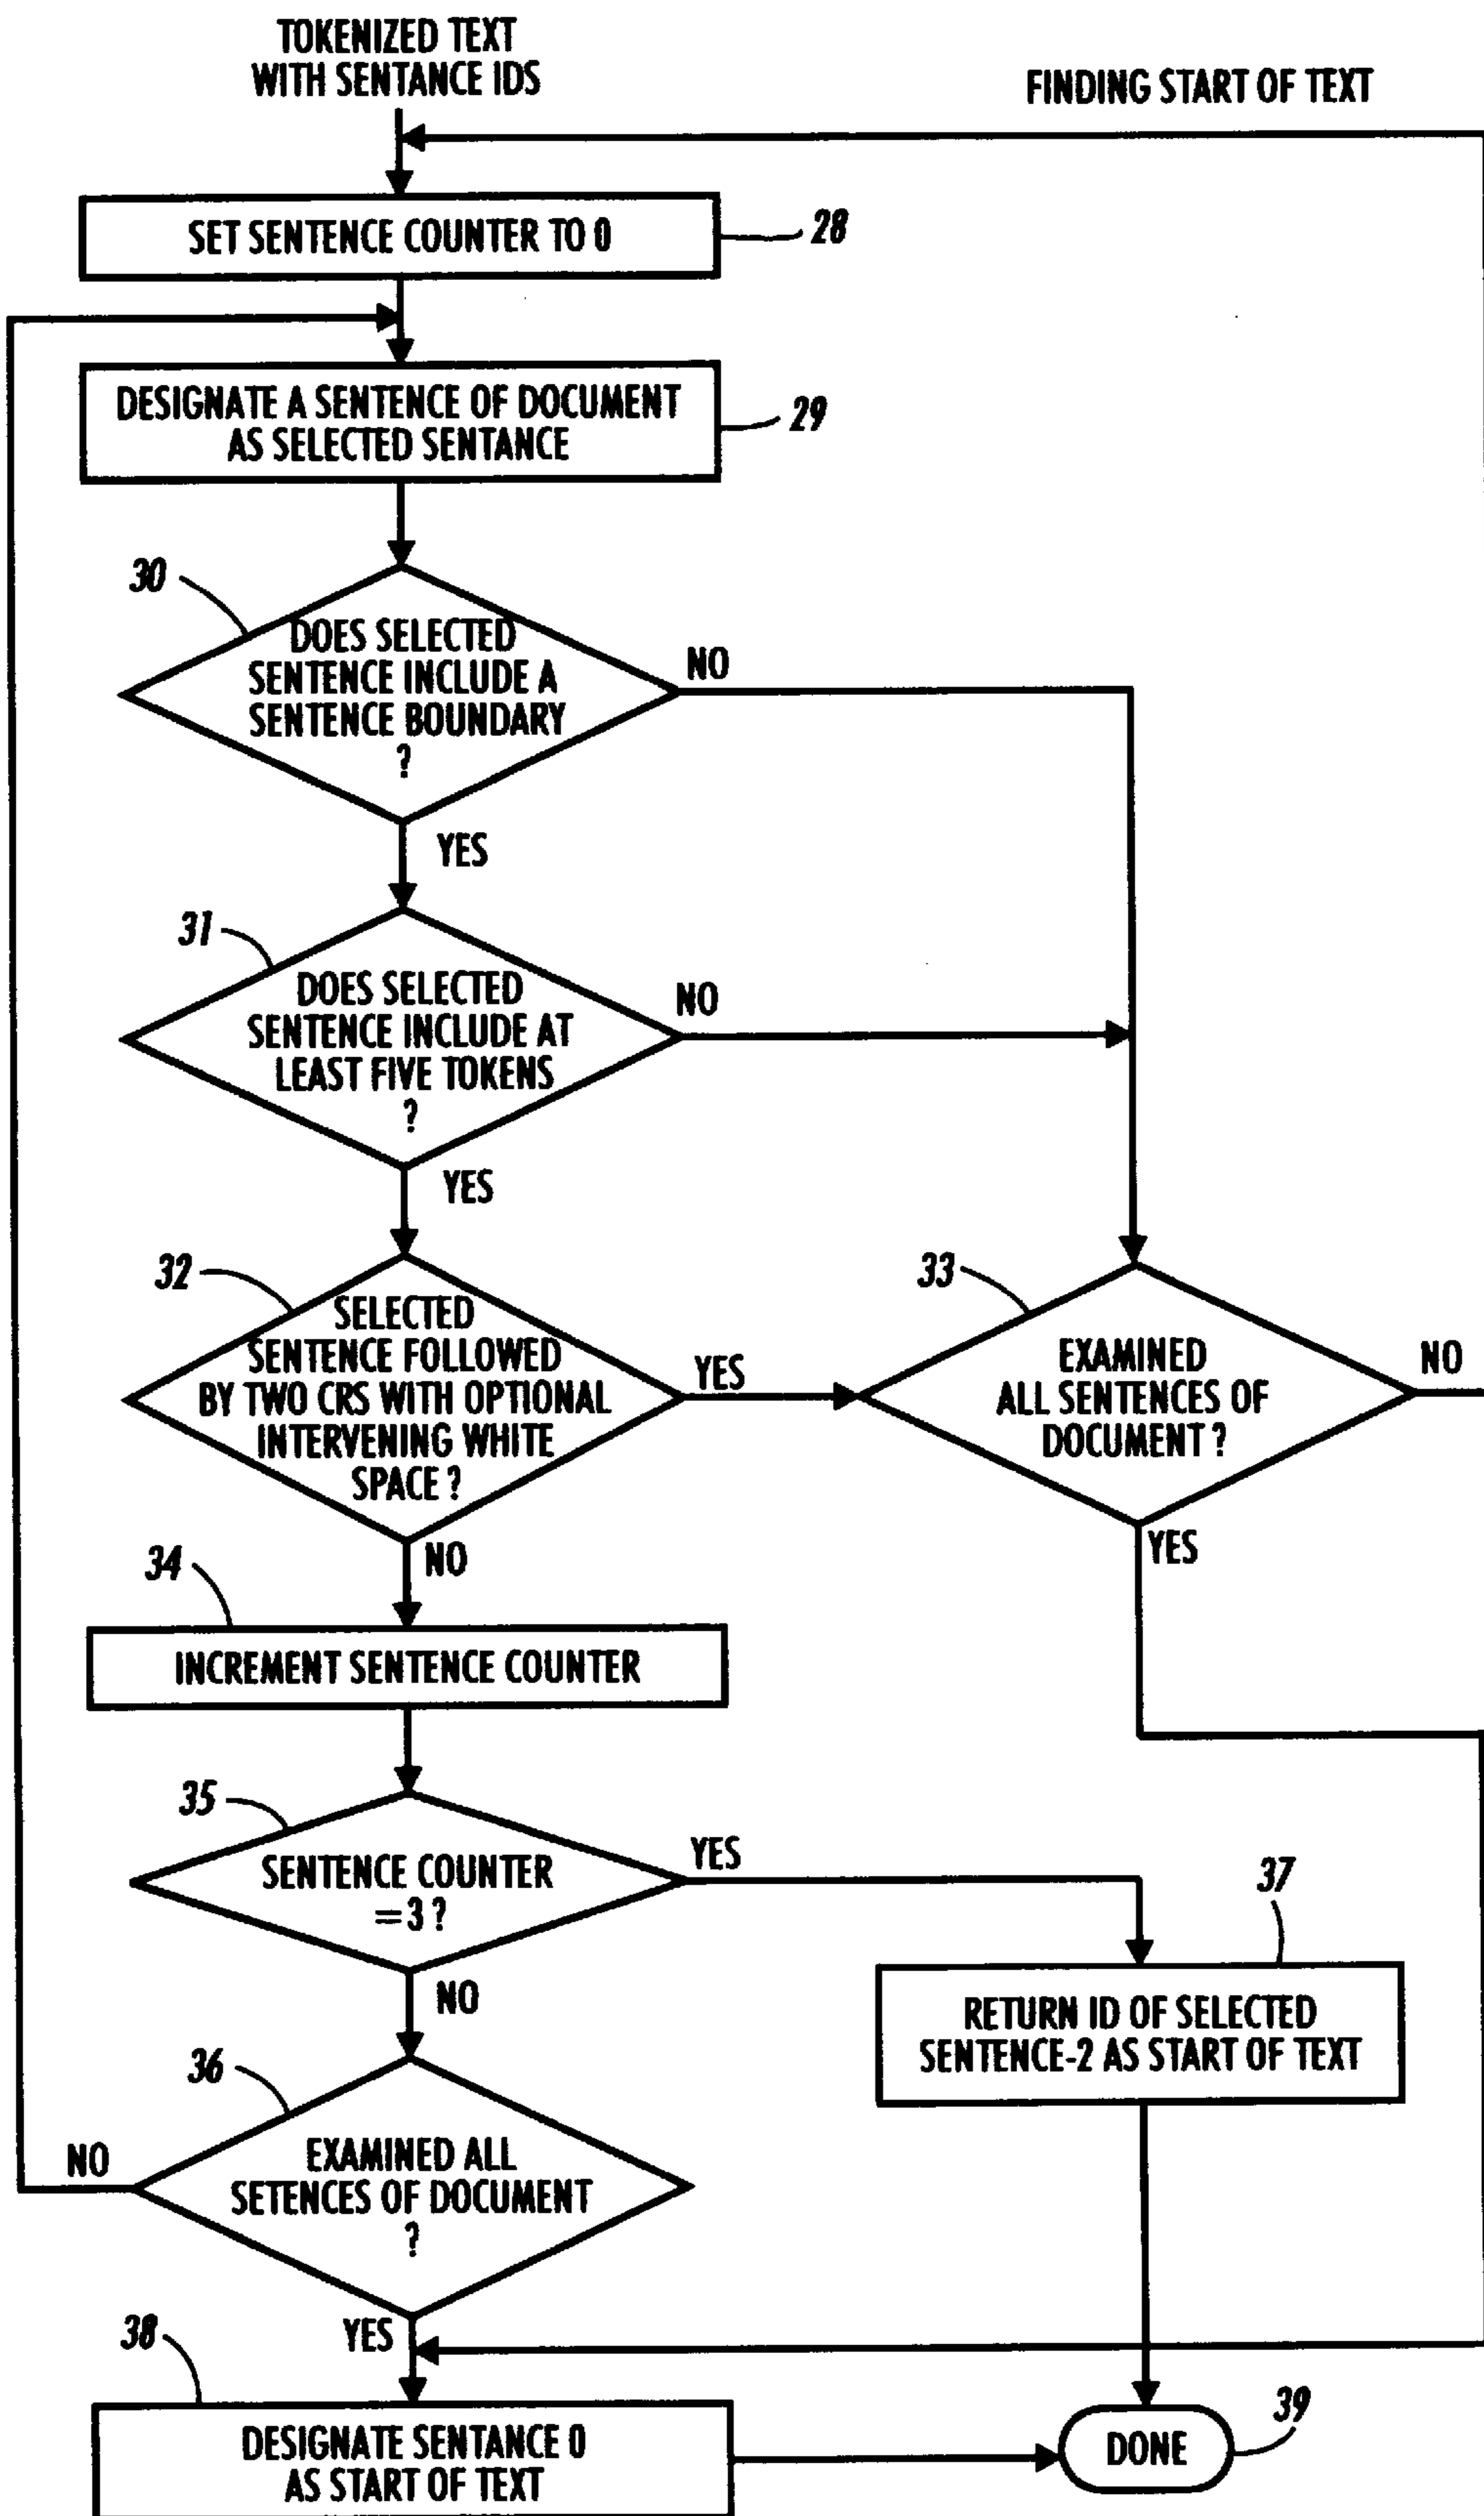 TOKENIZED TEXT
WITH SENTANCE IDS
FINDING START OF TEXT
SET SENTENCE COUNTER TO 0
28
DESIGNATE A SENTENCE OF DOCUMENT
AS SELECTED SENTANCE
29
30
DOES SELECTED
SENTENCE INCLUDE A
SENTENCE BOUNDARY
?
NO
YES
31
DOES SELECTED
SENTENCE INCLUDE AT
LEAST FIVE TOKENS
?
NO
YES
32
SELECTED
SENTENCE FOLLOWED
BY TWO CRS WITH OPTIONAL
INTERVENING WHITE
SPACE ?
YES
NO
33
EXAMINED
ALL SENTENCES OF
DOCUMENT ?
NO
YES
34
INCREMENT SENTENCE COUNTER
35
SENTENCE COUNTER
=3 ?
YES
NO
37
RETURN ID OF SELECTED
SENTENCE-2 AS START OF TEXT
36
EXAMINED ALL
SETENCES OF DOCUMENT
?
NO
YES
38
DESIGNATE SENTANCE 0
AS START OF TEXT
DONE
39